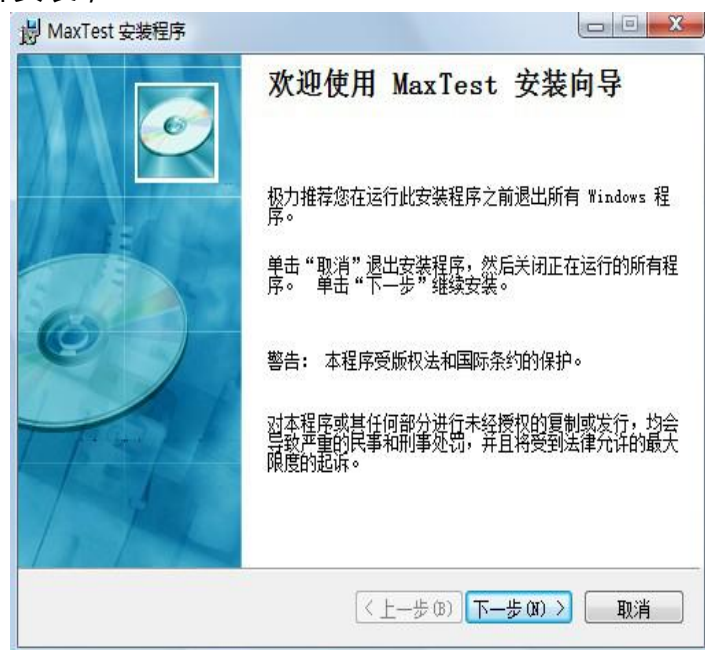 MaxTest 安装程序
欢迎使用 MaxTest 安装向导
极力推荐您在运行此安装程序之前退出所有 Windows 程
序。
单击“取消”退出安装程序，然后关闭正在运行的所有程
序。 单击“下一步”继续安装。
警告： 本程序受版权法和国际条约的保护。
对本程序或其任何部分进行未经授权的复制或发行，均会
导致严重的民事和刑事处罚，并且将受到法律允许的最大
限度的起诉。
< 上一步(B) 下一步(N) > 取消